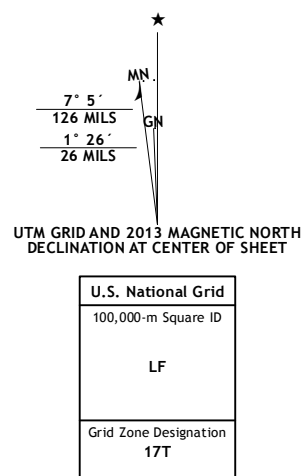 ★
MN
7° 5´
126 MILS
GN
1° 26´
26 MILS
UTM GRID AND 2013 MAGNETIC NORTH
DECLINATION AT CENTER OF SHEET
U.S. National Grid
100,000-m Square ID
LF
Grid Zone Designation
17T